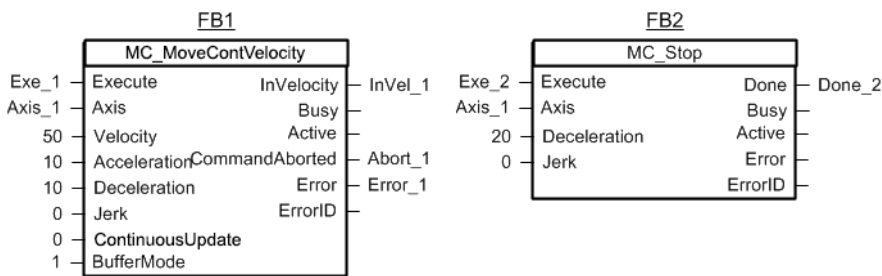 FB1 FB2
MC_MoveContVelocity MC_Stop
Exe_1 Execute InVelocity InVel_1 Exe_2 Execute Done Done_2
Axis_1 Axis Busy Axis_1 Axis Busy
50 Velocity Active 20 Deceleration Active
10 Acceleration CommandAborted Abort_1 0 Jerk Error
10 Deceleration Error Error_1 ErrorID
0 Jerk ErrorID
0 ContinuousUpdate
1 BufferMode